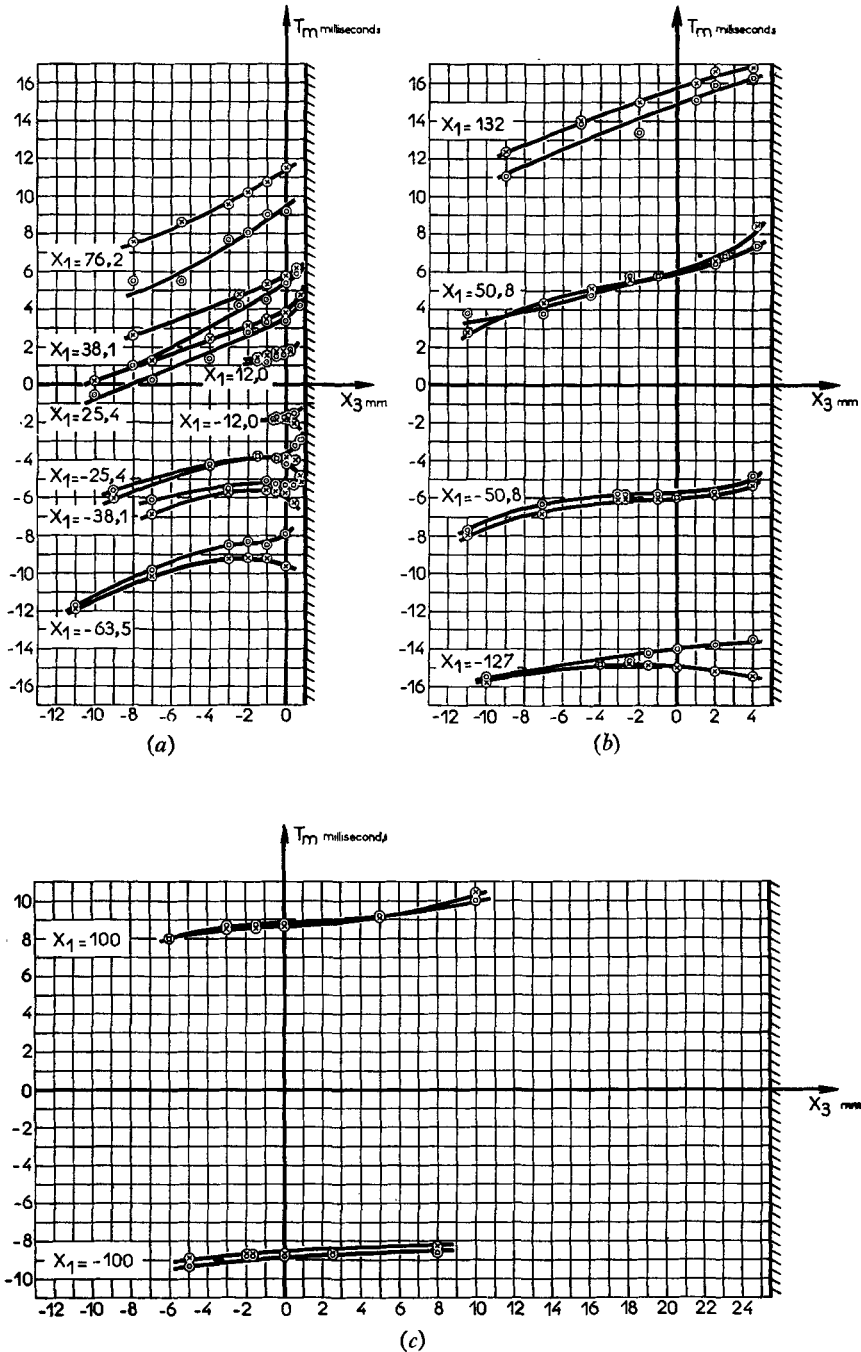 Tm milliseconds
Tm milliseconds
16
14
12
10
8
6
4
2
0
-2
-4
-6
-8
-10
-12
-14
-16
X1=76,2
X1=38,1
X1=12,0
X1=25,4
X1=-12,0
X1=-25,4
X1=-38,1
X1=-63,5
X3 mm
-12 -10 -8 -6 -4 -2 0
(a)
16
14
12
10
8
6
4
2
0
-2
-4
-6
-8
-10
-12
-14
-16
X1=132
X1=50,8
X1=-50,8
X1=-127
X3 mm
-12 -10 -8 -6 -4 -2 0 2 4
(b)
Tm milliseconds
10
8
6
4
2
0
-2
-4
-6
-8
-10
X1=100
X1=-100
X3 mm
-12 -10 -8 -6 -4 -2 0 2 4 6 8 10 12 14 16 18 20 22 24
(c)